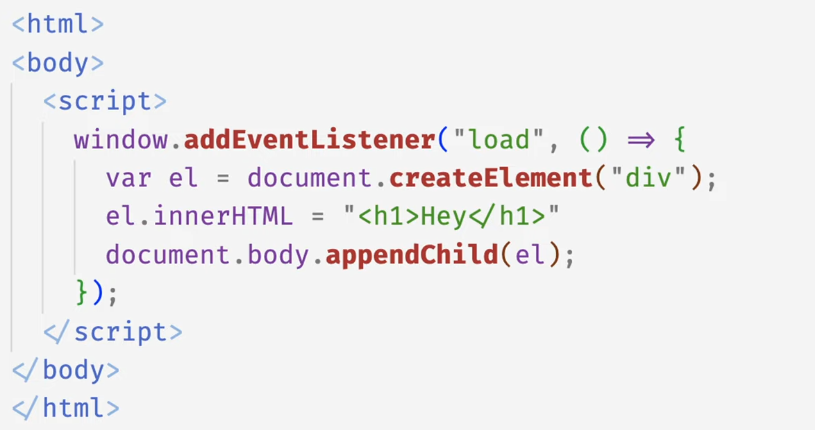 <html>
<body>
<script>
window.addEventListener("load", () => {
var el = document.createElement("div");
el.innerHTML = "<h1>Hey</h1>"
document.body.appendChild(el);
});
</script>
</body>
</html>